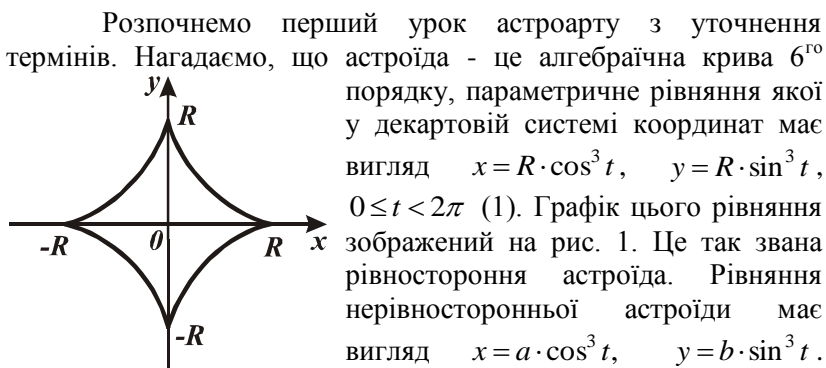 Розпочнемо перший урок астроарту з уточнення
термінів. Нагадаємо, що астроїда - це алгебраїчна крива 6го
порядку, параметричне рівняння якої
у декартовій системі координат має
вигляд x = R·cos³ t, y = R·sin³ t,
0 ≤ t < 2π (1). Графік цього рівняння
зображений на рис. 1. Це так звана
рівностороння астроїда. Рівняння
нерівносторонньої астроїди має
вигляд x = a·cos³ t, y = b·sin³ t.
y
R
-R
0
R
x
-R